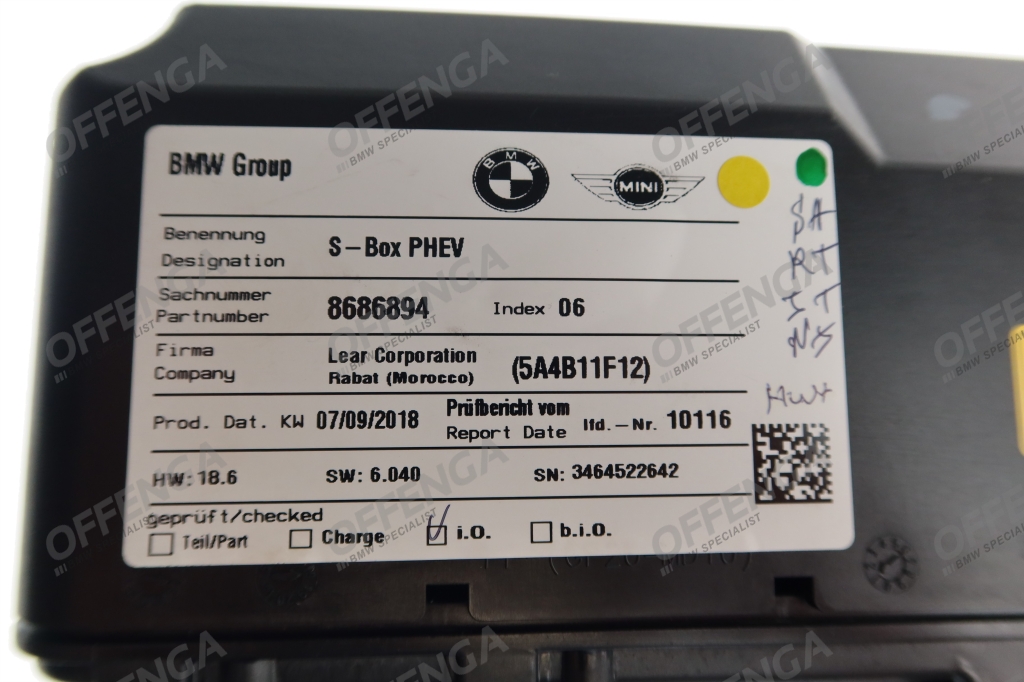 BMW Group
BMW
MINI
Benennung
Designation
S-Box PHEV
Sachnummer
Partnumber
8686894
Index 06
Firma
Company
Lear Corporation
Rabat (Morocco)
(5A4B11F12)
Prod. Dat. KW 07/09/2018
Prüfbericht vom
Report Date
lfd.-Nr. 10116
HW: 18.6
SW: 6.040
SN: 3464522642
geprüft/checked
Teil/Part
Charge
i.O.
b.i.O.
SA
RT
OFFENGA
BMW SPECIALIST